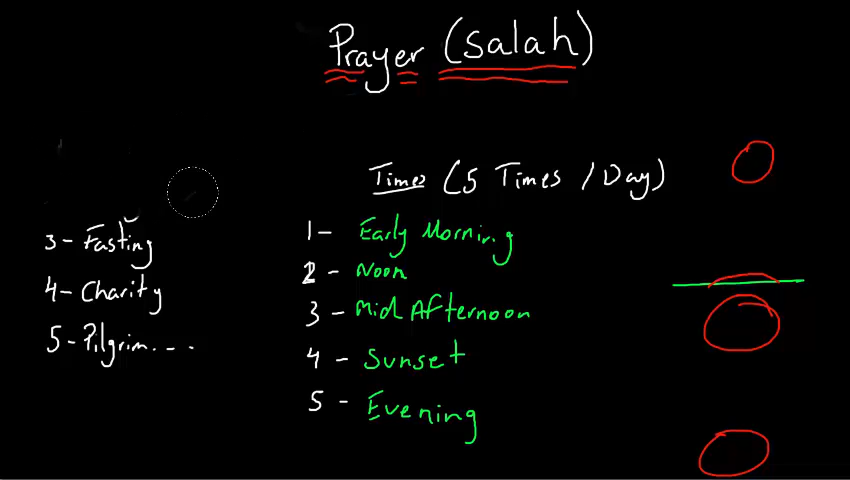 Prayer (Salah)
Times (5 Times / Day)
3 - Fasting
4 - Charity
5 - Pilgrim...
1 - Early Morning
2 - Noon
3 - Mid Afternoon
4 - Sunset
5 - Evening